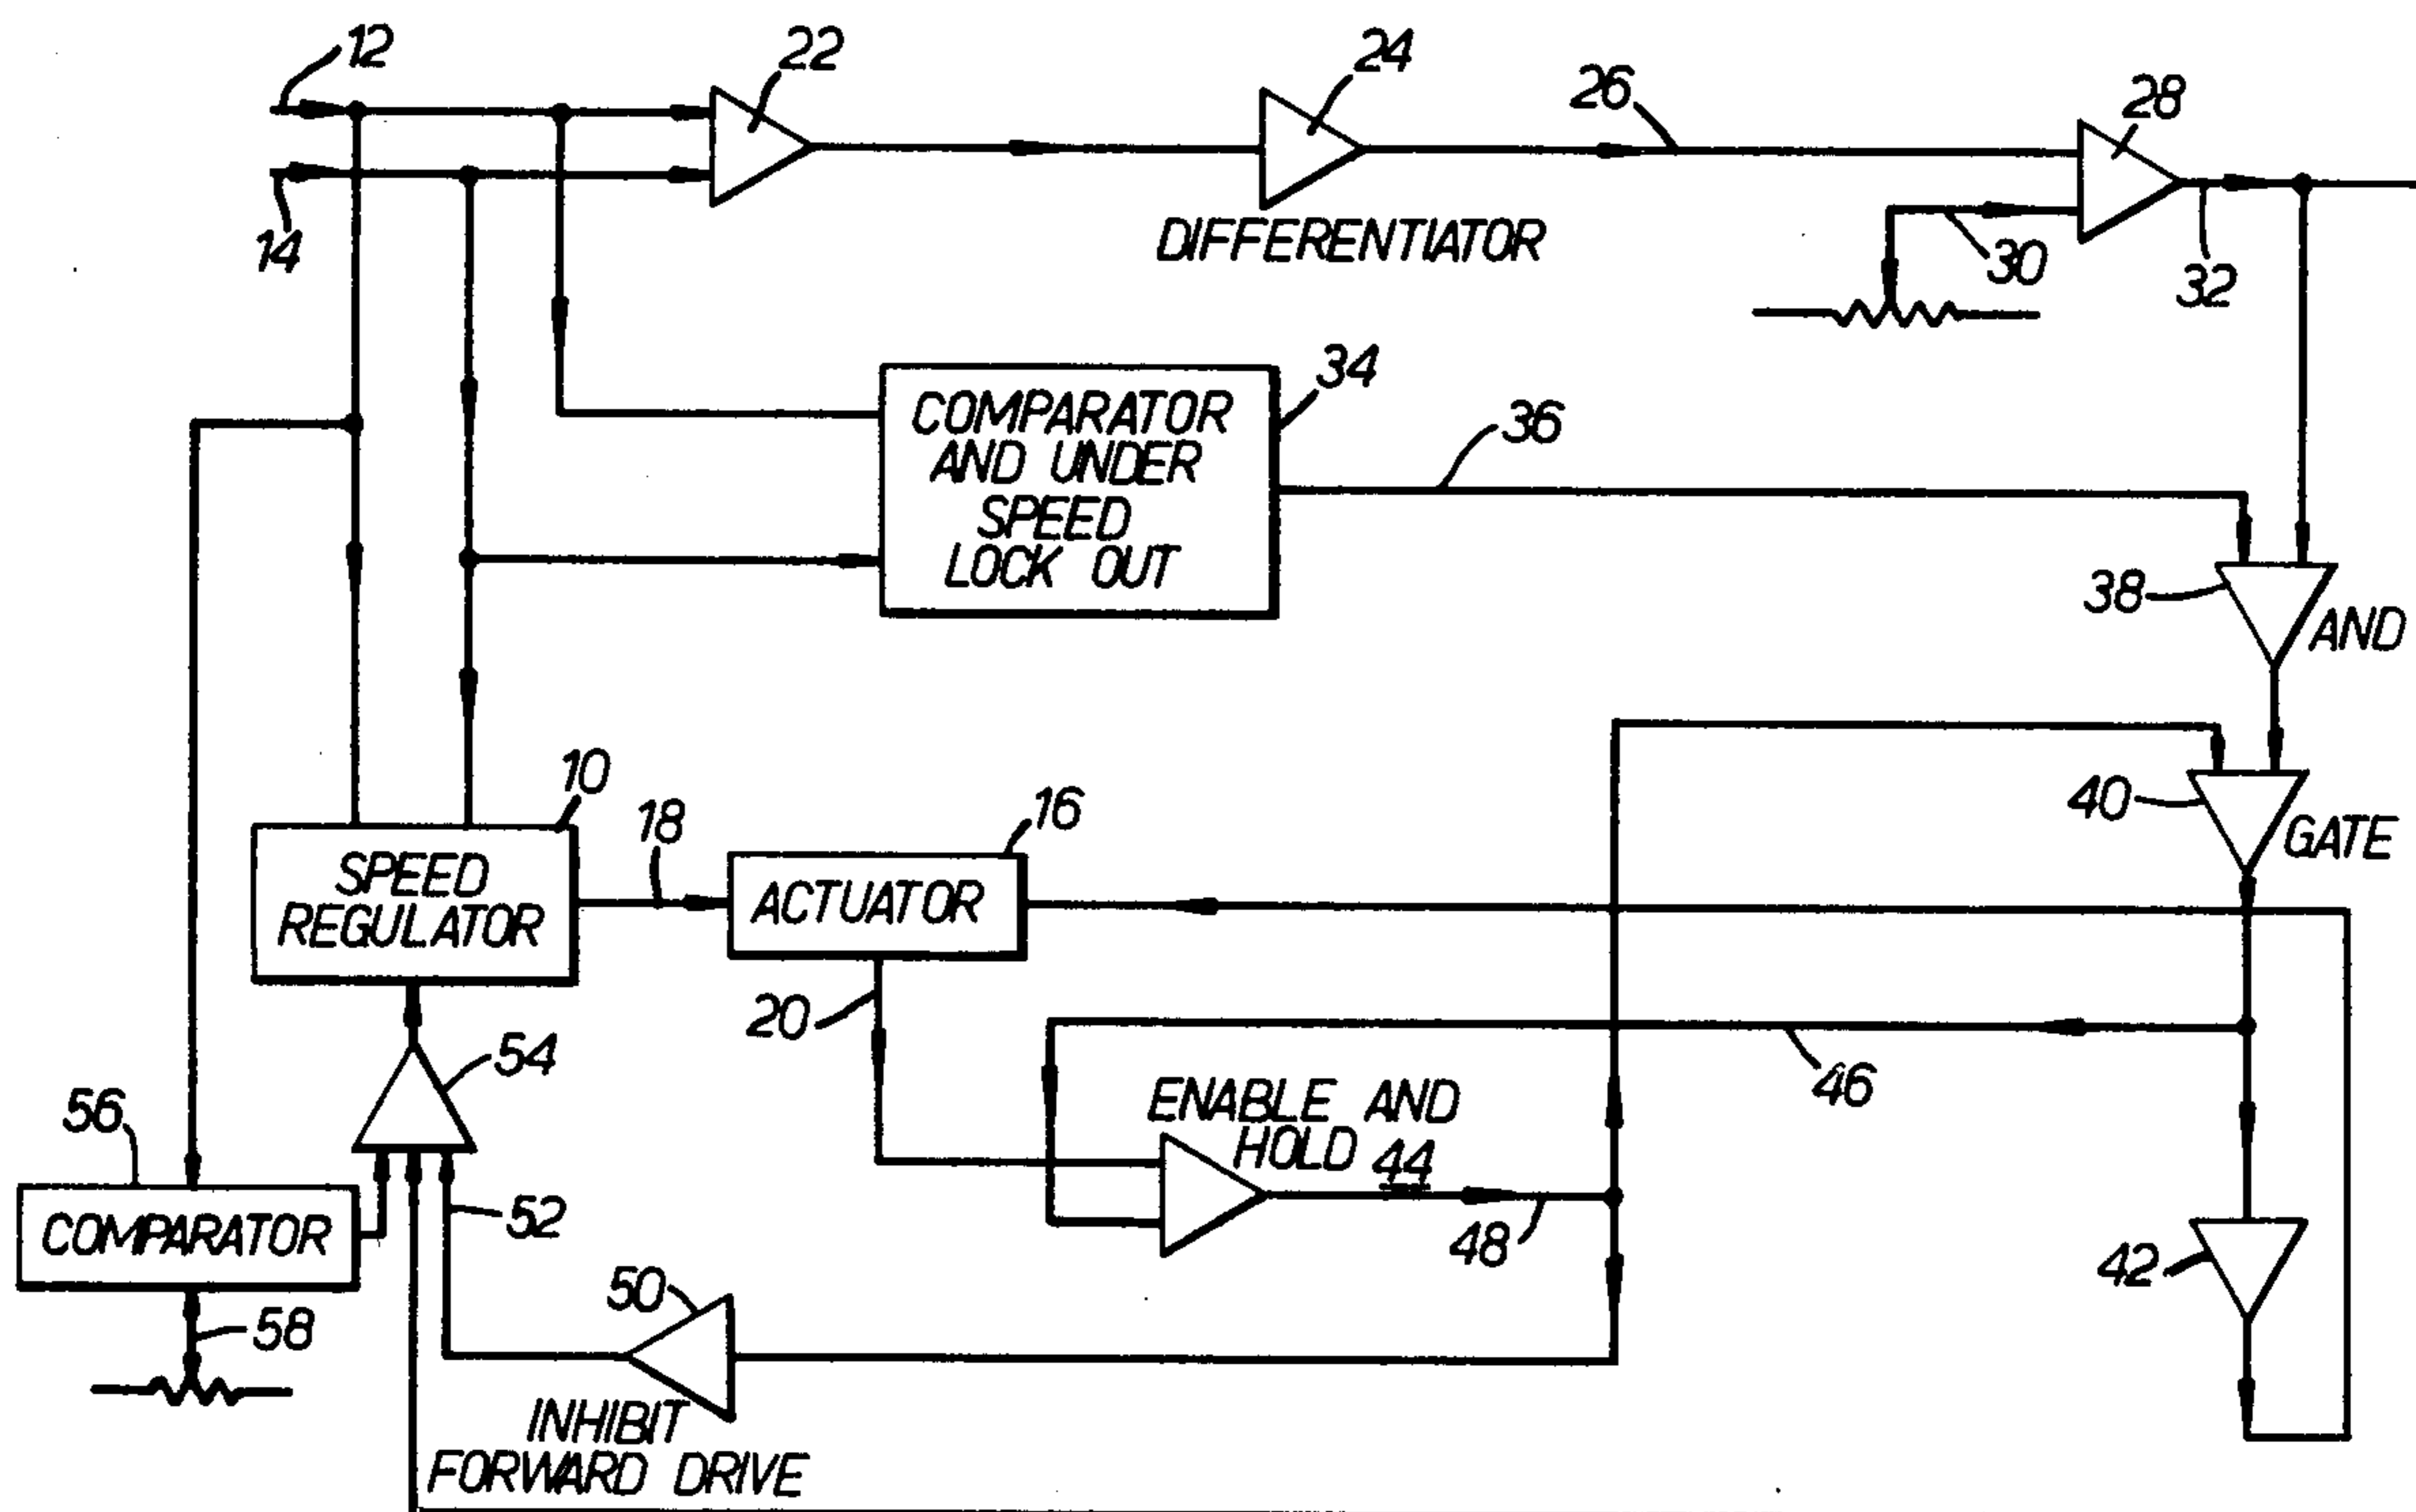 12
22
24
26
28
14
DIFFERENTIATOR
30
32
34
COMPARATOR
AND UNDER
SPEED
LOCK OUT
36
38
AND
10
18
16
40
GATE
SPEED
REGULATOR
ACTUATOR
20
54
46
56
ENABLE AND
HOLD 44
COMPARATOR
52
48
42
50
58
INHIBIT
FORWARD DRIVE